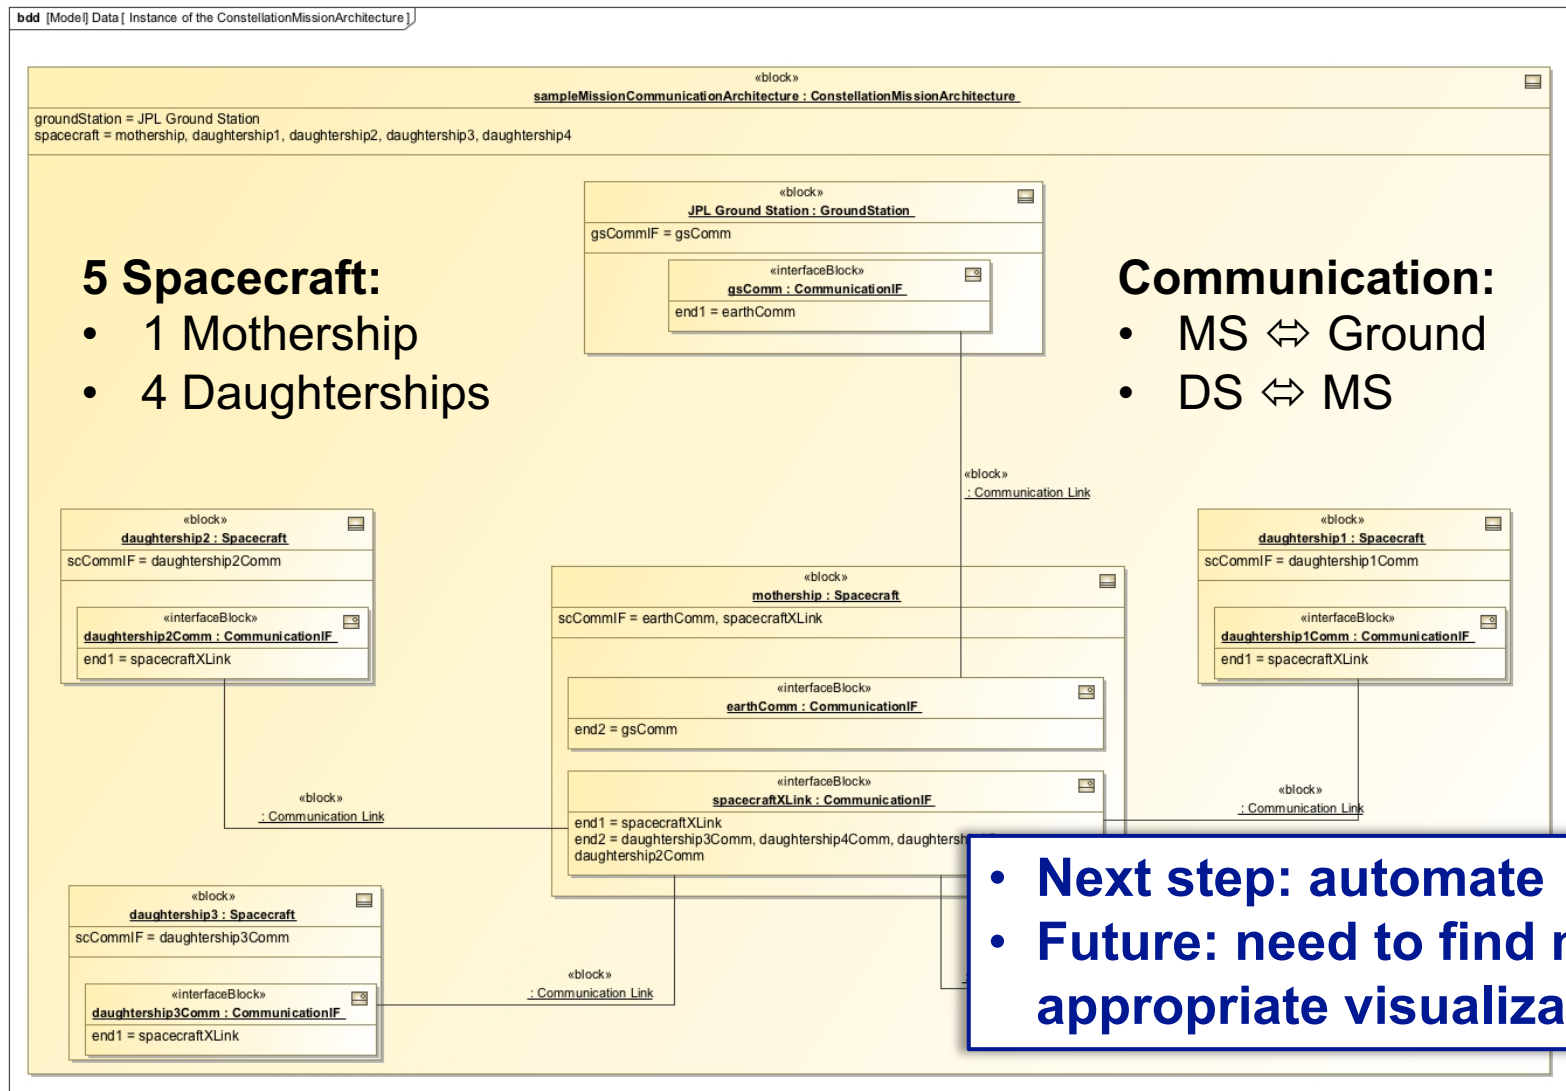 bdd [Model] Data [ Instance of the ConstellationMissionArchitecture ]
«block»
sampleMissionCommunicationArchitecture : ConstellationMissionArchitecture
groundStation = JPL Ground Station
spacecraft = mothership, daughtership1, daughtership2, daughtership3, daughtership4
«block»
JPL Ground Station : GroundStation
gsCommIF = gsComm
«interfaceBlock»
gsComm : CommunicationIF
end1 = earthComm
5 Spacecraft:
• 1 Mothership
• 4 Daughterships
Communication:
• MS ⇔ Ground
• DS ⇔ MS
«block»
: Communication Link
«block»
daughtership2 : Spacecraft
scCommIF = daughtership2Comm
«interfaceBlock»
daughtership2Comm : CommunicationIF
end1 = spacecraftXLink
«block»
mothership : Spacecraft
scCommIF = earthComm, spacecraftXLink
«interfaceBlock»
earthComm : CommunicationIF
end2 = gsComm
«interfaceBlock»
spacecraftXLink : CommunicationIF
end1 = spacecraftXLink
end2 = daughtership3Comm, daughtership4Comm,
daughtership2Comm
«block»
daughtership1 : Spacecraft
scCommIF = daughtership1Comm
«interfaceBlock»
daughtership1Comm : CommunicationIF
end1 = spacecraftXLink
«block»
: Communication Link
«block»
: Communication Link
«block»
daughtership3 : Spacecraft
scCommIF = daughtership3Comm
«interfaceBlock»
daughtership3Comm : CommunicationIF
end1 = spacecraftXLink
«block»
: Communication Link
• Next step: automate
• Future: need to find
appropriate